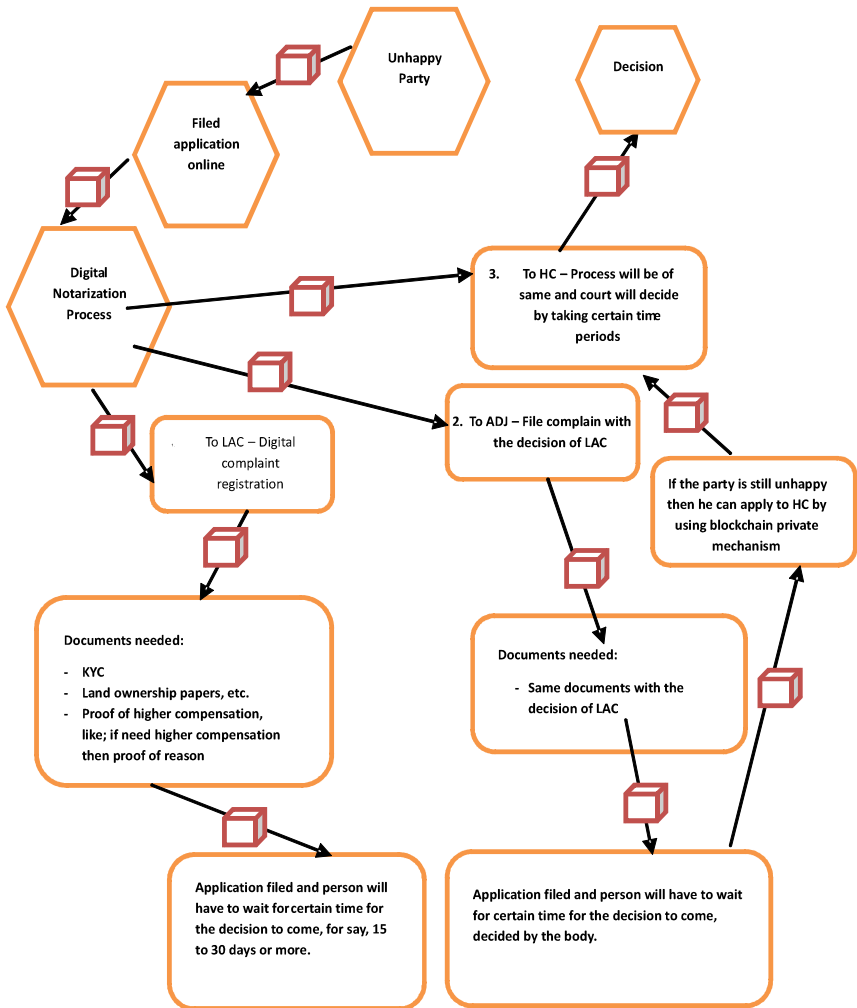 Unhappy
Party
Decision
Filed
application
online
Digital
Notarization
Process
3. To HC – Process will be of
same and court will decide
by taking certain time
periods
2. To ADJ – File complain with
the decision of LAC
. To LAC – Digital
complaint
registration
If the party is still unhappy
then he can apply to HC by
using blockchain private
mechanism
Documents needed:
- KYC
- Land ownership papers, etc.
- Proof of higher compensation,
like; if need higher compensation
then proof of reason
Documents needed:
- Same documents with the
decision of LAC
Application filed and person will
have to wait for certain time for
the decision to come, for say, 15
to 30 days or more.
Application filed and person will have to wait
for certain time for the decision to come,
decided by the body.